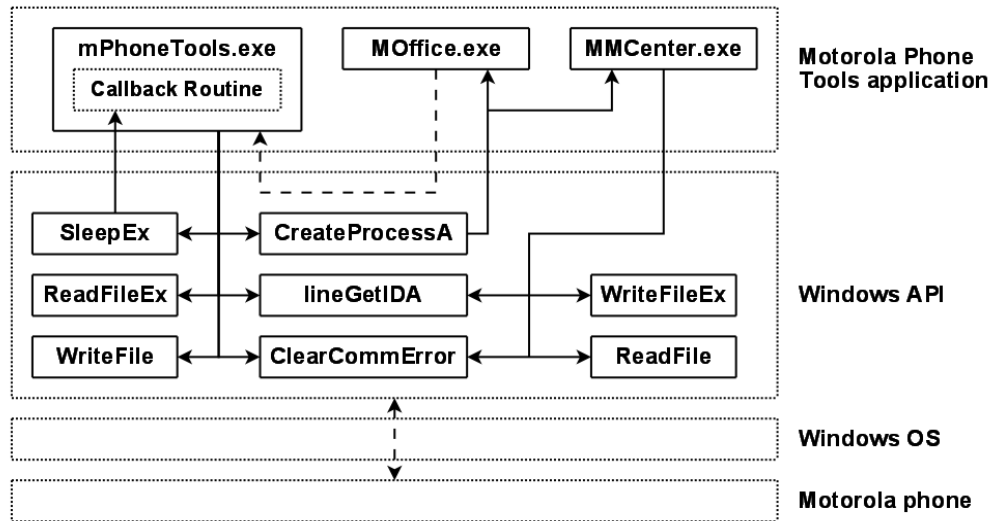 mPhoneTools.exe
MOffice.exe
MMCenter.exe
Callback Routine
Motorola Phone
Tools application
SleepEx
CreateProcessA
ReadFileEx
lineGetIDA
WriteFileEx
Windows API
WriteFile
ClearCommError
ReadFile
Windows OS
Motorola phone